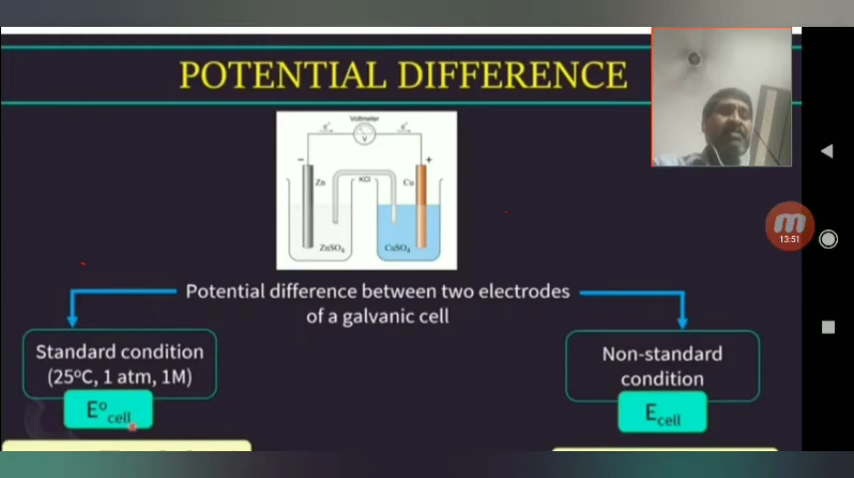 POTENTIAL DIFFERENCE
Voltmeter
e⁻ e⁻
V
− +
Zn KCl Cu
ZnSO₄ CuSO₄
13:51
Potential difference between two electrodes
of a galvanic cell
Standard condition
(25°C, 1 atm, 1M)
E°cell
Non-standard
condition
Ecell